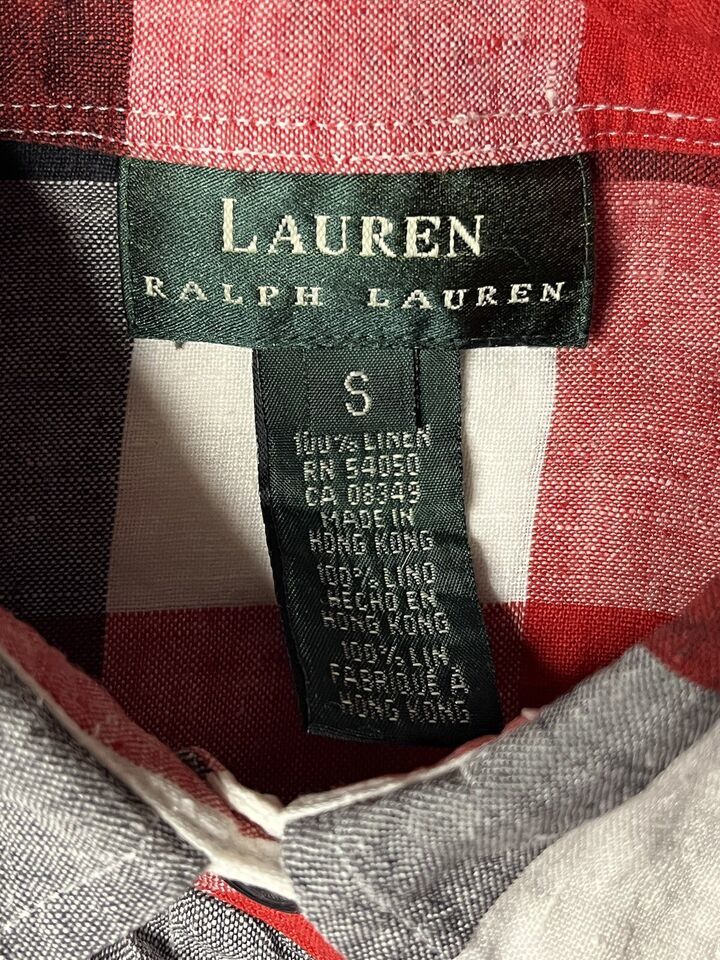 LAUREN
RALPH LAUREN
S
100% LINEN
RN 54050
CA 08349
MADE IN
HONG KONG
100% LINO
HECHO EN
HONG KONG
100% LIN
FABRIQUÉ À
HONG KONG